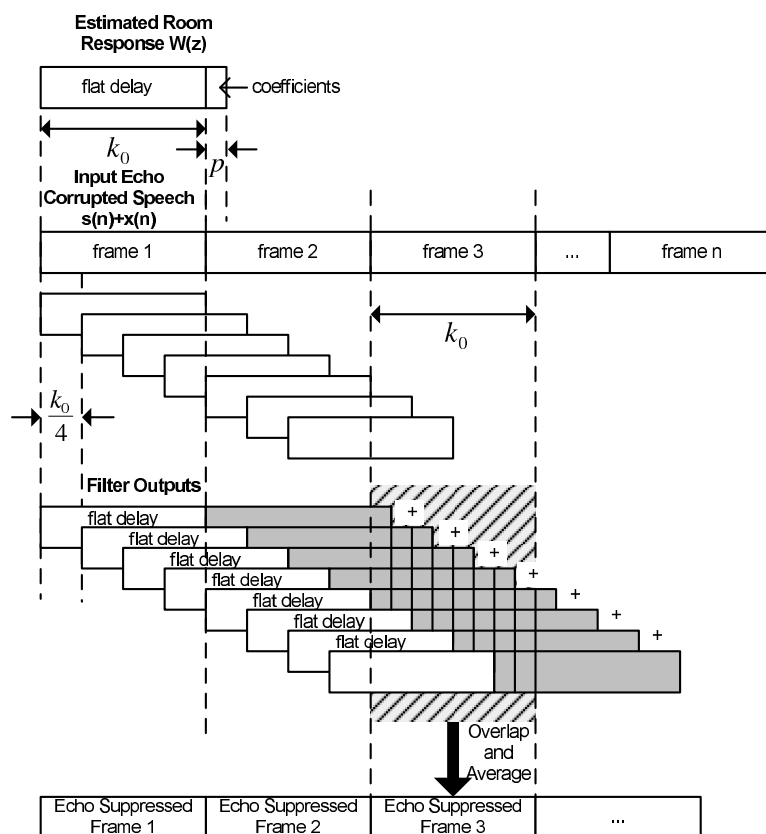 Estimated Room
Response W(z)
flat delay
coefficients
k₀
p
Input Echo
Corrupted Speech
s(n)+x(n)
frame 1
frame 2
frame 3
...
frame n
k₀
k₀
4
Filter Outputs
flat delay
+
flat delay
+
flat delay
+
flat delay
+
flat delay
+
flat delay
+
flat delay
+
Overlap
and
Average
Echo Suppressed
Frame 1
Echo Suppressed
Frame 2
Echo Suppressed
Frame 3
...